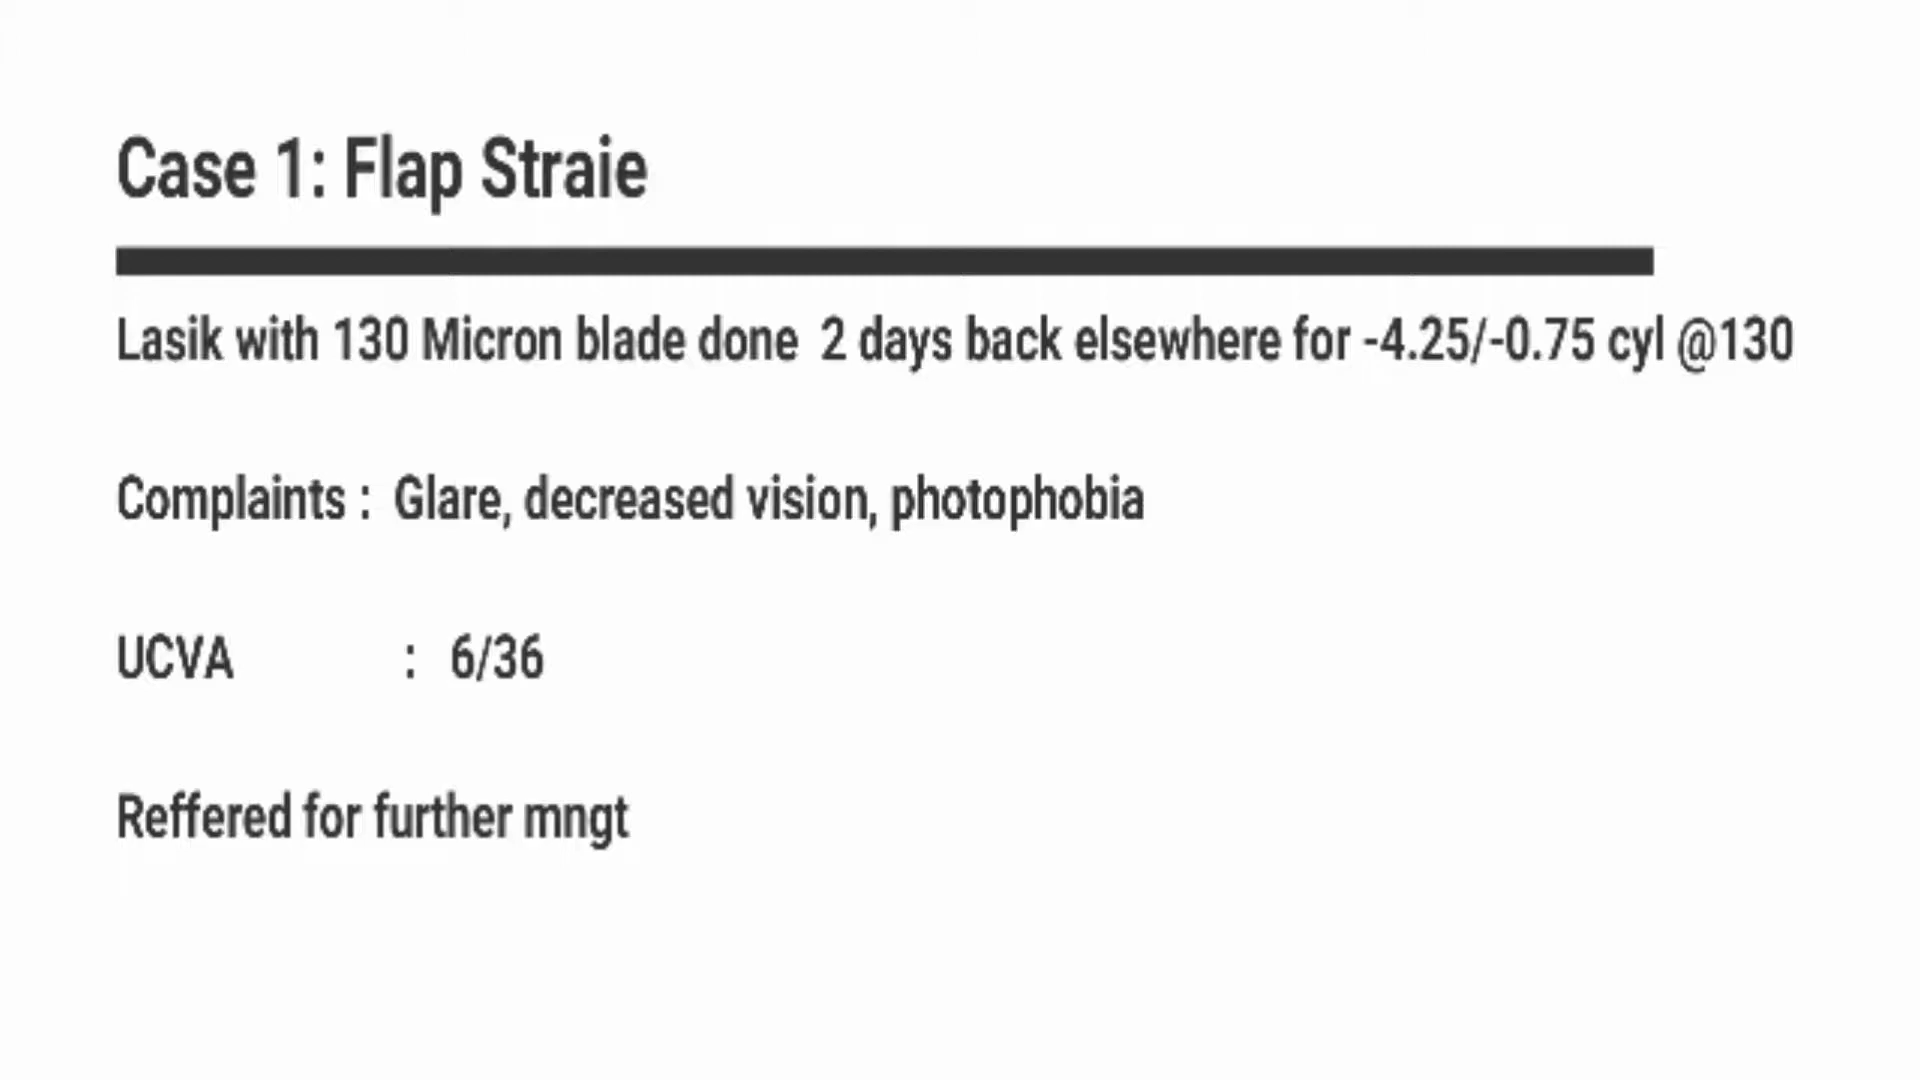 Case 1: Flap Straie
Lasik with 130 Micron blade done 2 days back elsewhere for -4.25/-0.75 cyl @130
Complaints : Glare, decreased vision, photophobia
UCVA : 6/36
Reffered for further mngt